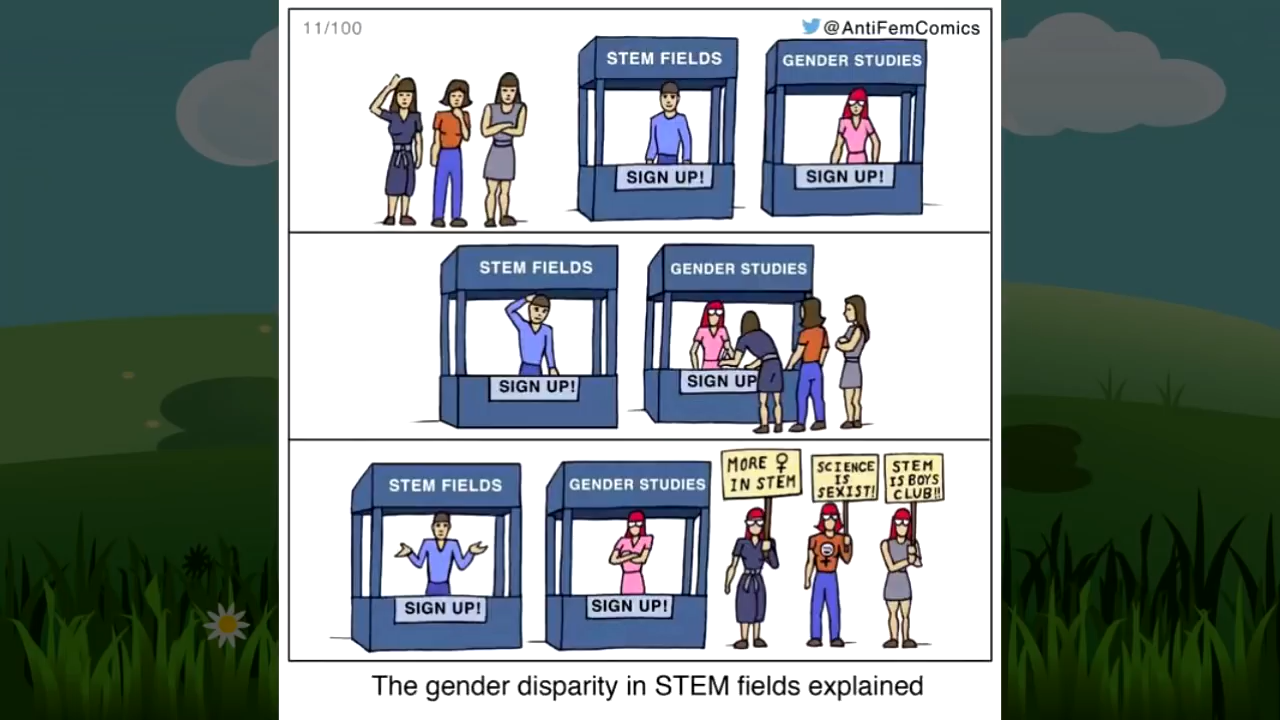 11/100
@AntiFemComics
STEM FIELDS
GENDER STUDIES
SIGN UP!
SIGN UP!
STEM FIELDS
GENDER STUDIES
SIGN UP!
SIGN UP
STEM FIELDS
GENDER STUDIES
MORE ♀
IN STEM
SCIENCE
IS
SEXIST!
STEM
IS BOYS
CLUB!!
SIGN UP!
SIGN UP!
The gender disparity in STEM fields explained